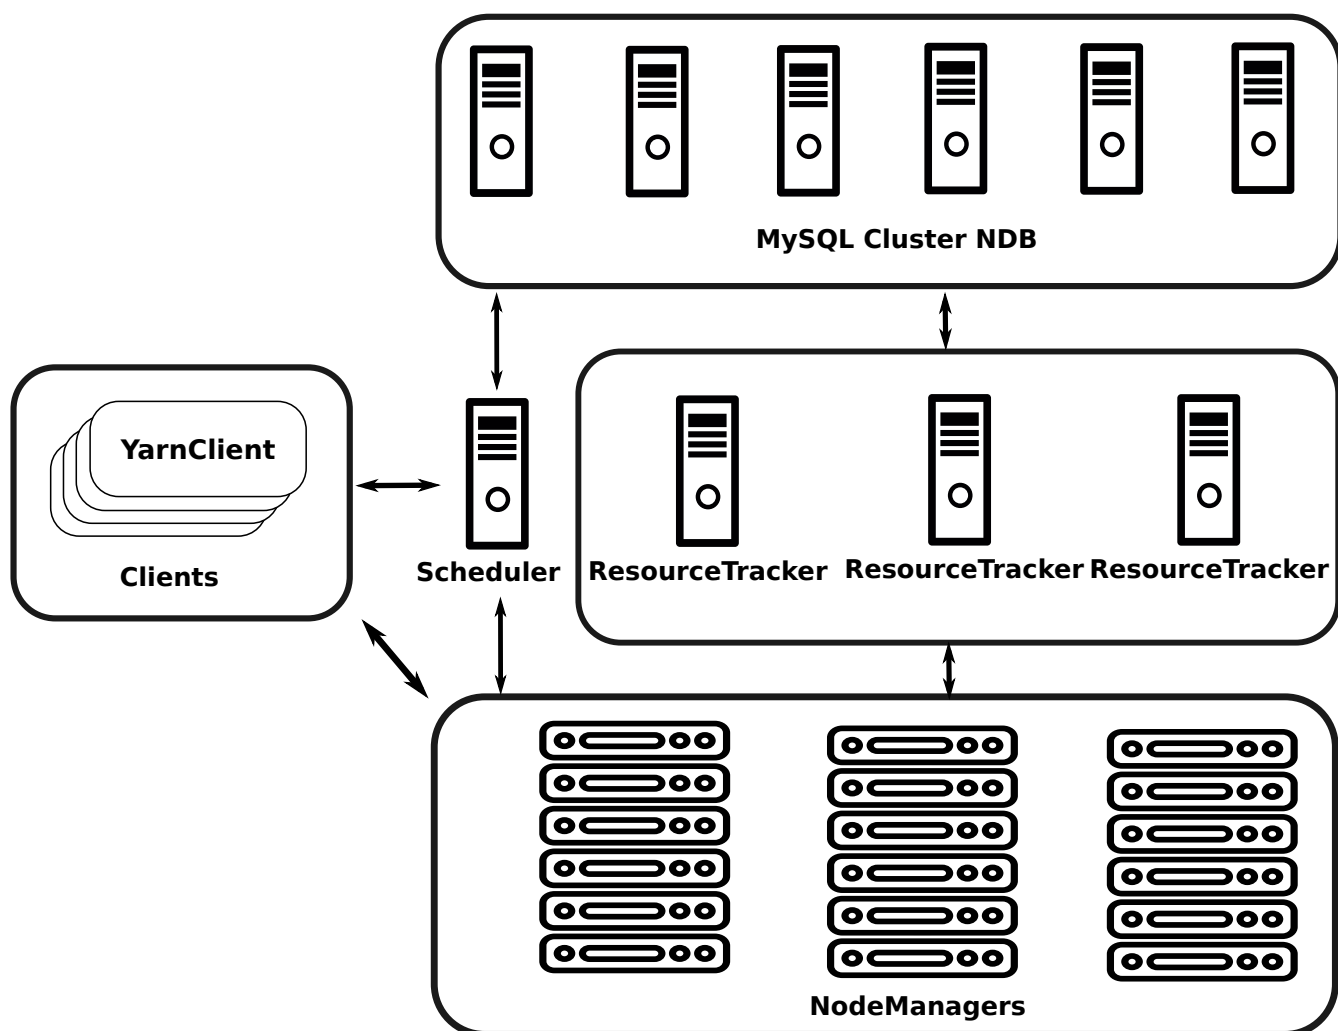 MySQL Cluster NDB
YarnClient
Clients
Scheduler
ResourceTracker
ResourceTracker
ResourceTracker
NodeManagers